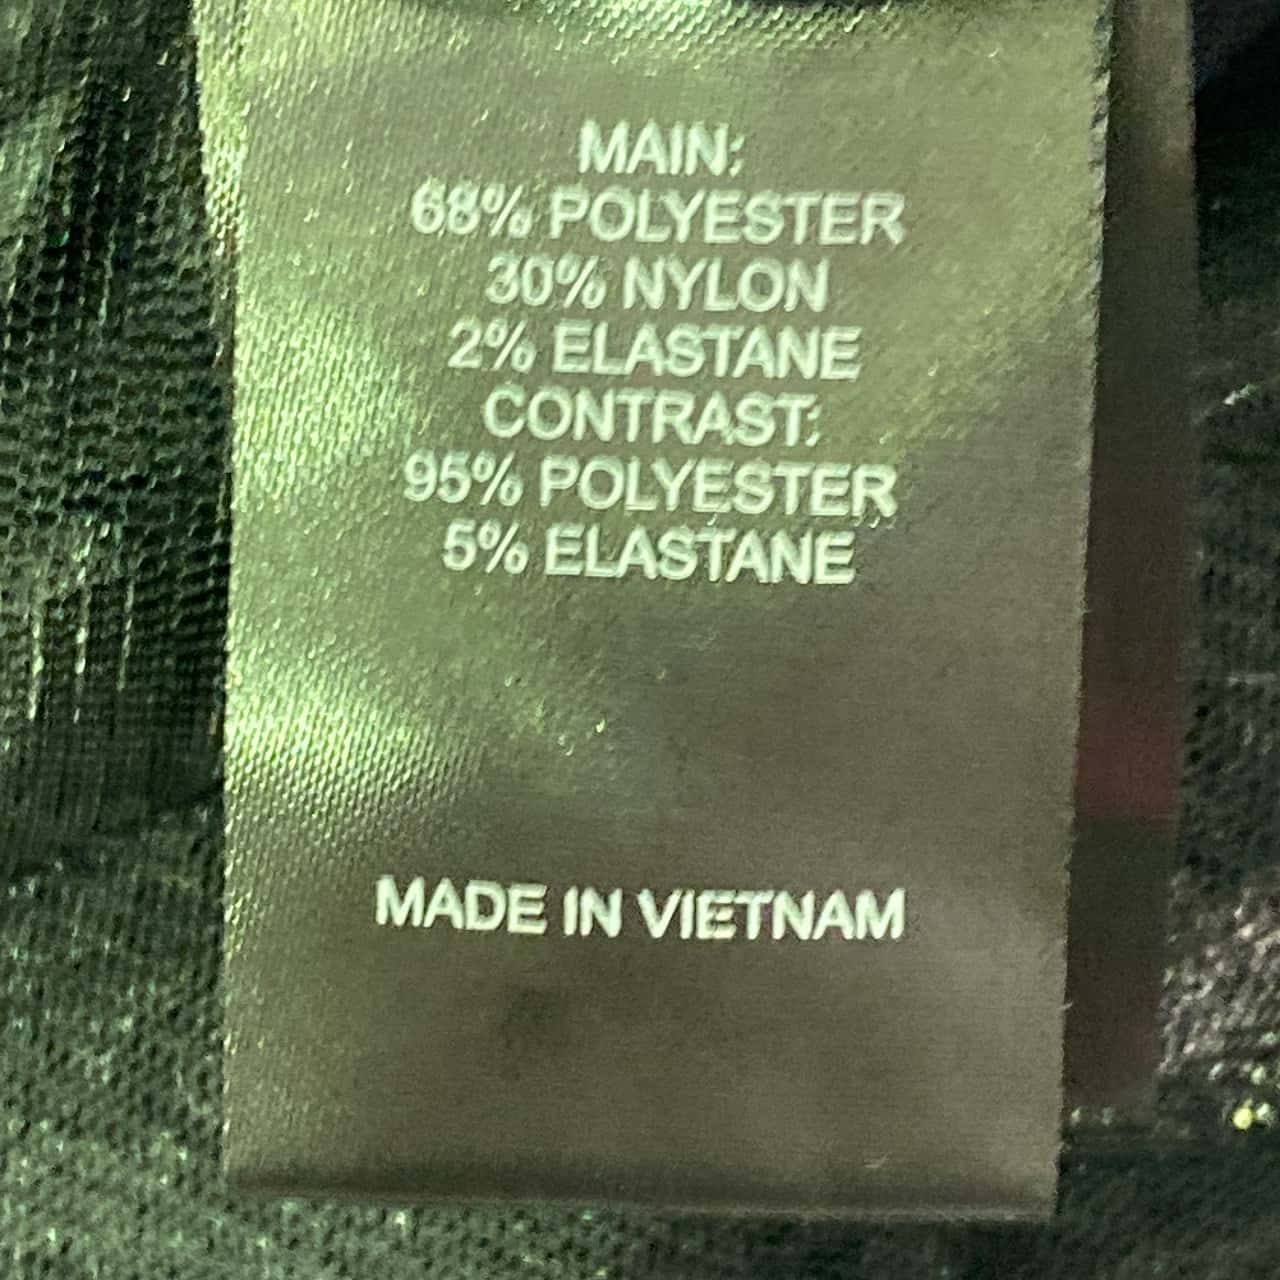 MAIN:
68% POLYESTER
30% NYLON
2% ELASTANE
CONTRAST:
95% POLYESTER
5% ELASTANE
MADE IN VIETNAM